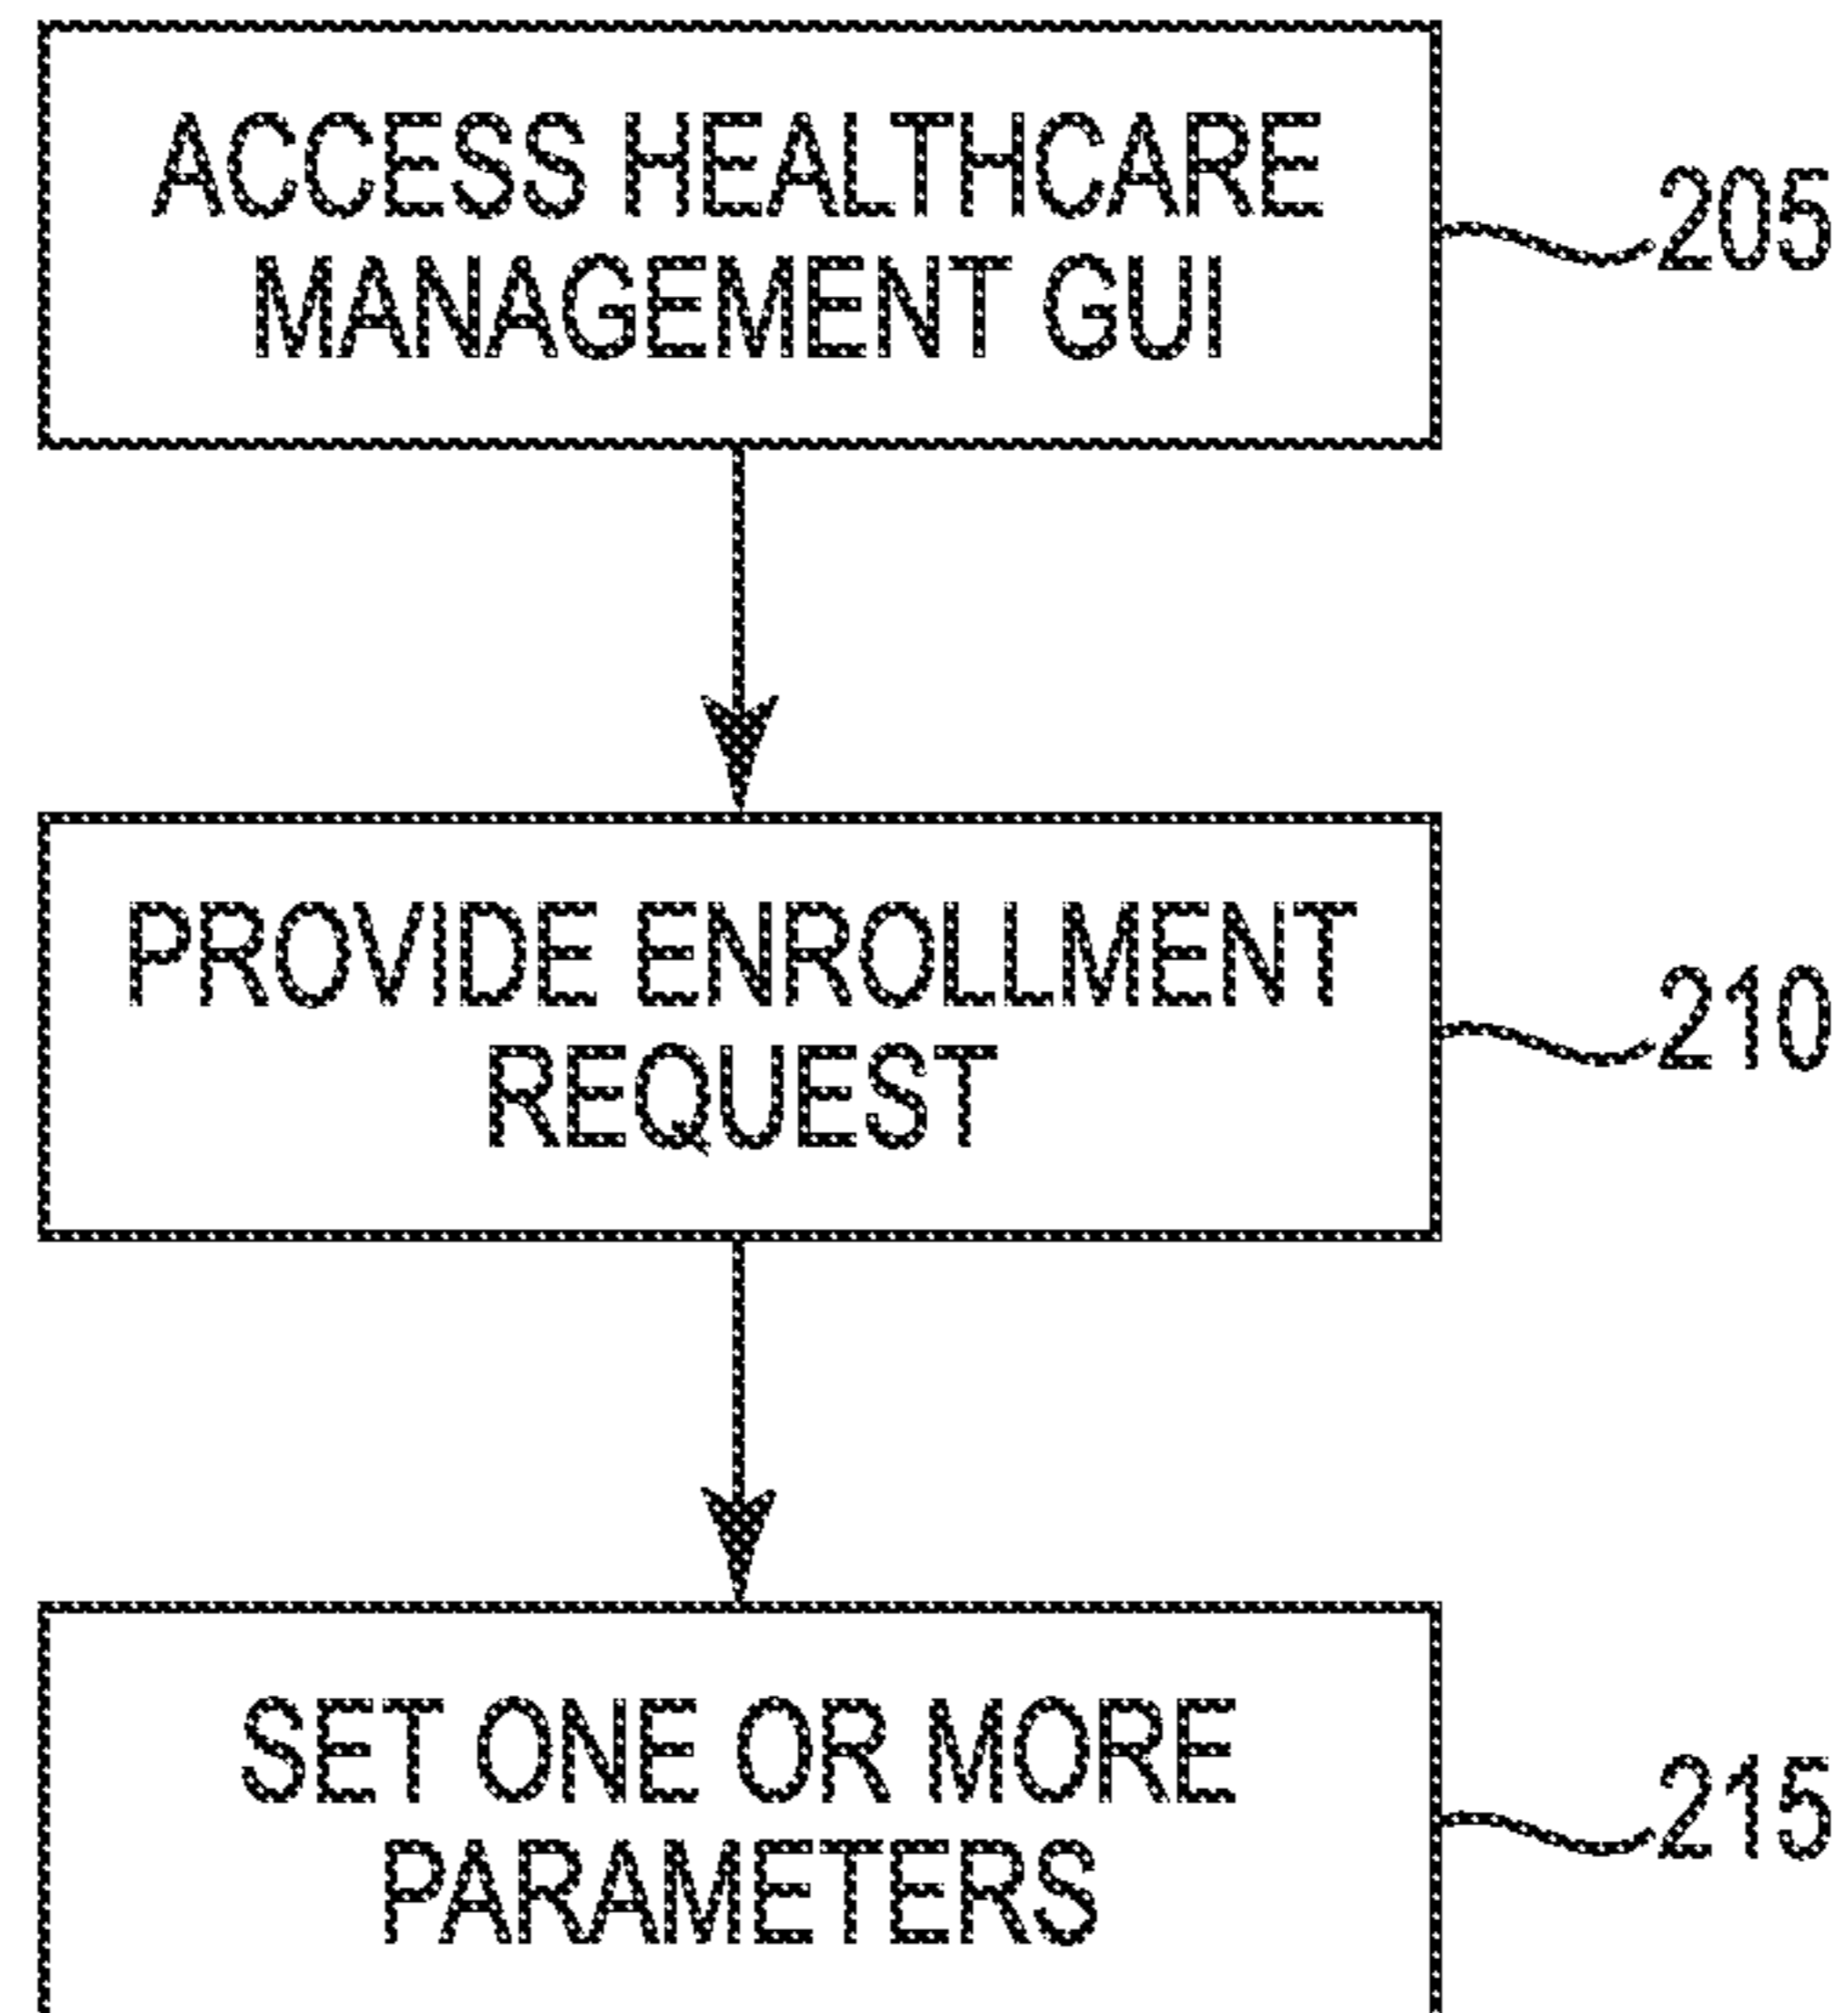 ACCESS HEALTHCARE
MANAGEMENT GUI
205
PROVIDE ENROLLMENT
REQUEST
210
SET ONE OR MORE
PARAMETERS
215